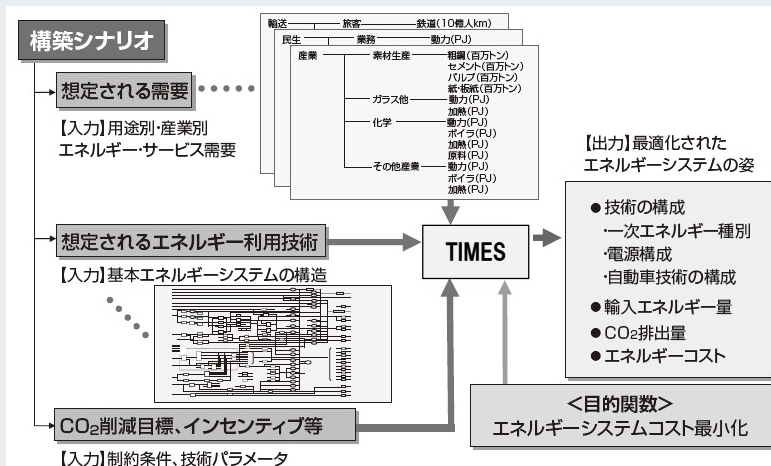 構築シナリオ
輸送 旅客 鉄道(10億人km)
民生 業務 動力(PJ)
産業 素材生産 粗鋼(百万トン)
セメント(百万トン)
パルプ(百万トン)
紙・板紙(百万トン)
ガラス他 動力(PJ)
加熱(PJ)
化学 動力(PJ)
ボイラ(PJ)
加熱(PJ)
原料(PJ)
その他産業 動力(PJ)
ボイラ(PJ)
加熱(PJ)
想定される需要
【入力】用途別・産業別
エネルギー・サービス需要
想定されるエネルギー利用技術
【入力】基本エネルギーシステムの構造
CO2削減目標、インセンティブ等
【入力】制約条件、技術パラメータ
TIMES
【出力】最適化された
エネルギーシステムの姿
●技術の構成
・一次エネルギー種別
・電源構成
・自動車技術の構成
●輸入エネルギー量
●CO2排出量
●エネルギーコスト
<目的関数>
エネルギーシステムコスト最小化